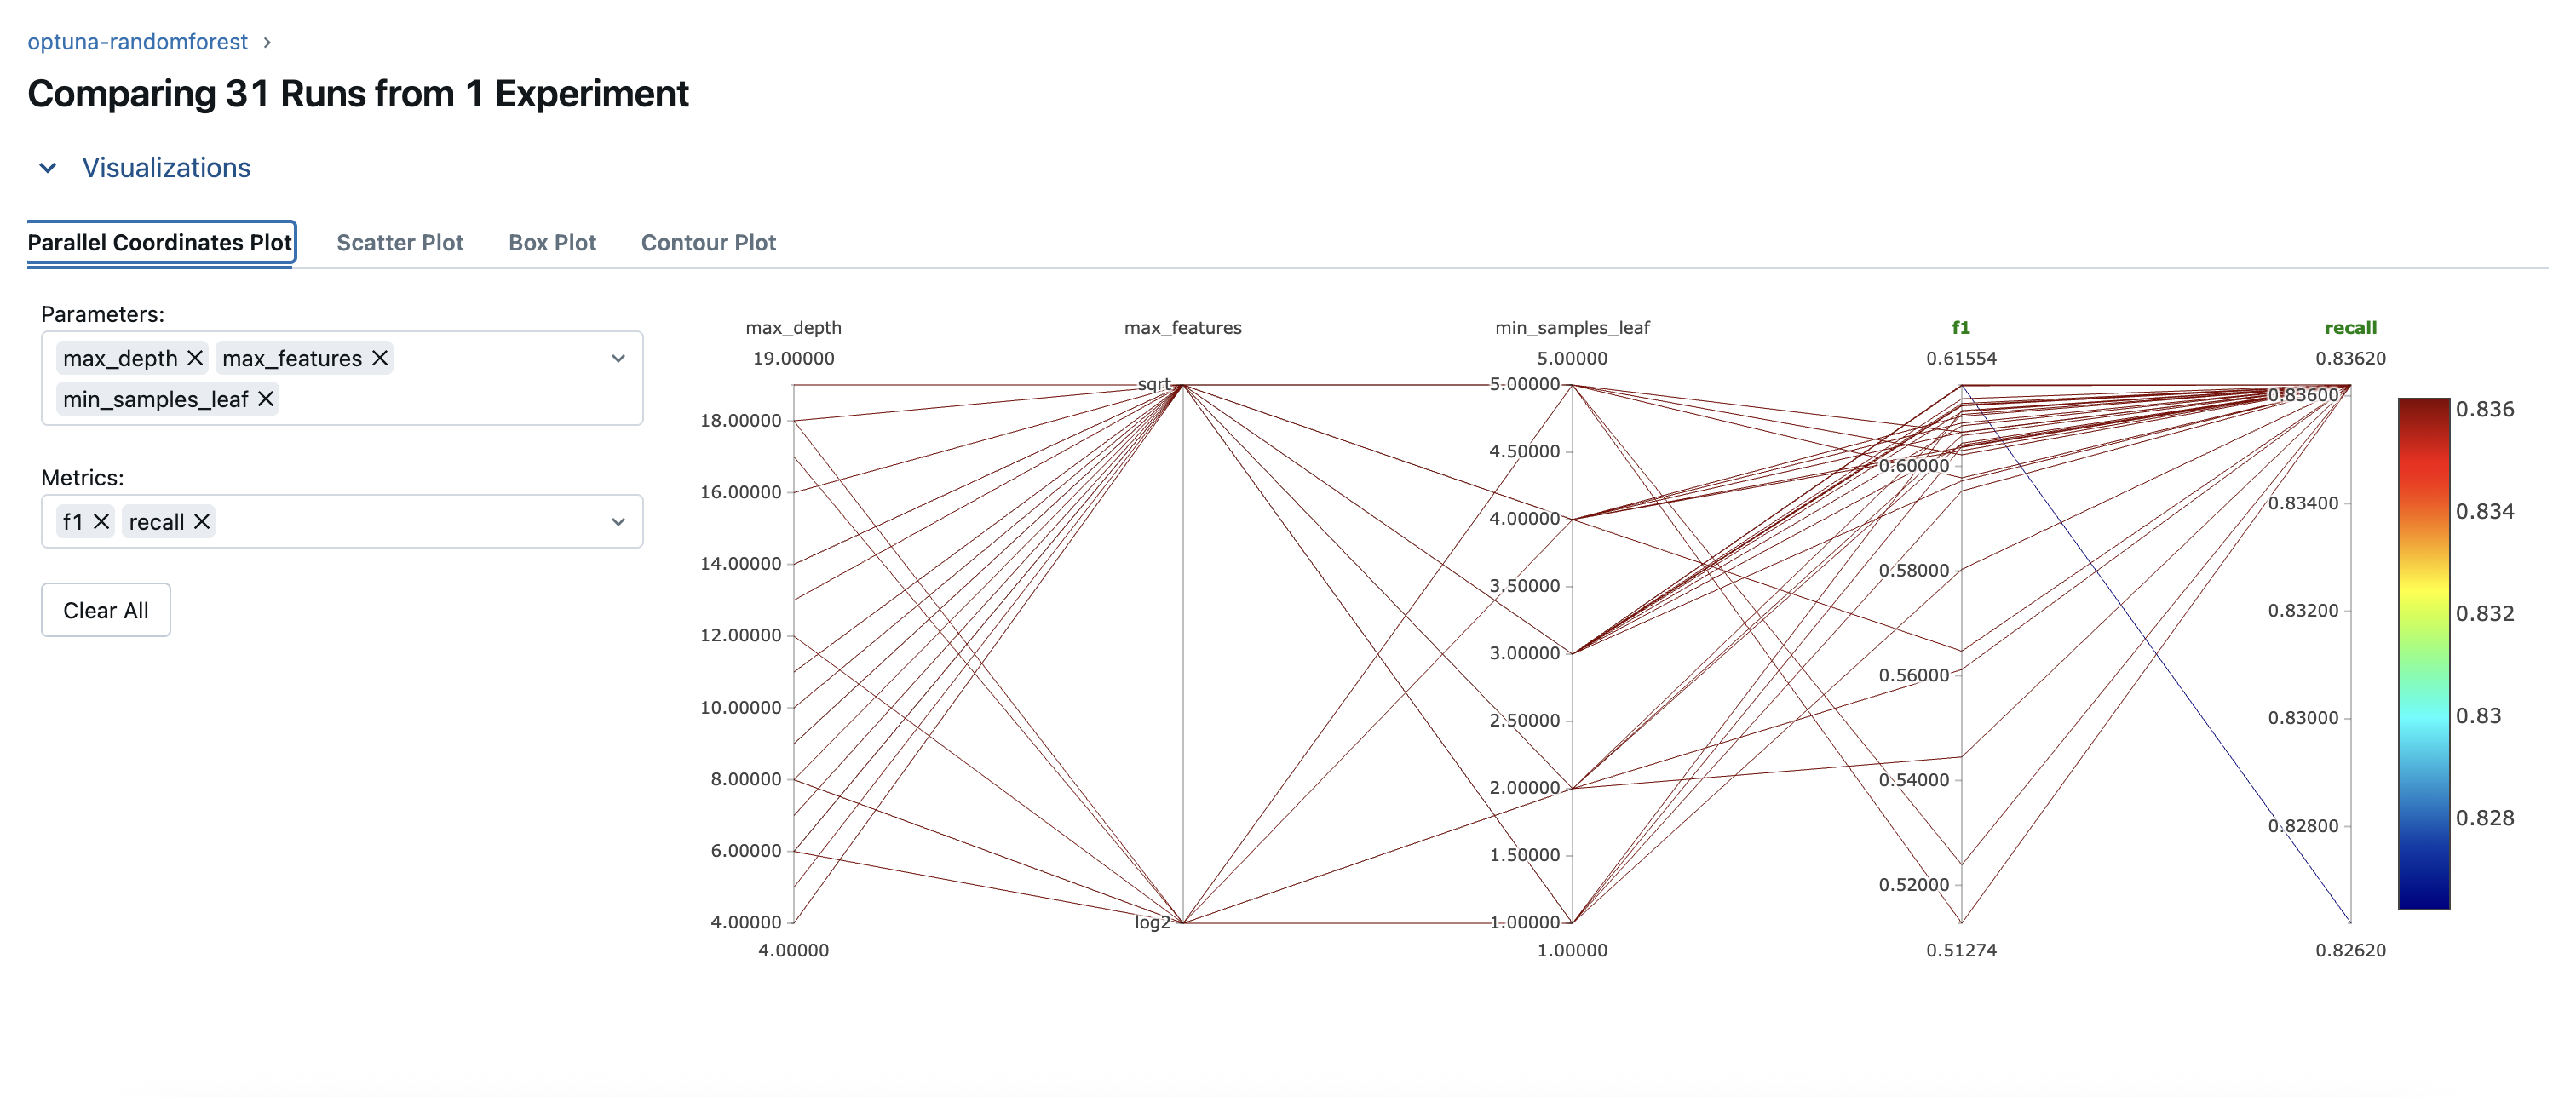 optuna-randomforest >
Comparing 31 Runs from 1 Experiment
Visualizations
Parallel Coordinates Plot Scatter Plot Box Plot Contour Plot
Parameters:
max_depth × max_features ×
min_samples_leaf ×
Metrics:
f1 × recall ×
Clear All
max_depth
19.00000
18.00000
16.00000
14.00000
12.00000
10.00000
8.00000
6.00000
4.00000
4.00000
max_features
sqrt
log2
min_samples_leaf
5.00000
5.00000
4.50000
4.00000
3.50000
3.00000
2.50000
2.00000
1.50000
1.00000
1.00000
f1
0.61554
0.60000
0.58000
0.56000
0.54000
0.52000
0.51274
recall
0.83620
0.83600
0.83400
0.83200
0.83000
0.82800
0.82620
0.836
0.834
0.832
0.83
0.828